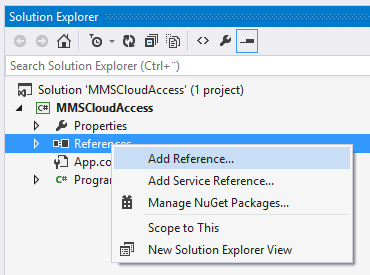 Solution Explorer
Search Solution Explorer (Ctrl+¨)
Solution 'MMSCloudAccess' (1 project)
C# MMSCloudAccess
Properties
References
Add Reference...
App.co
Add Service Reference...
C# Progra
Manage NuGet Packages...
Scope to This
New Solution Explorer View